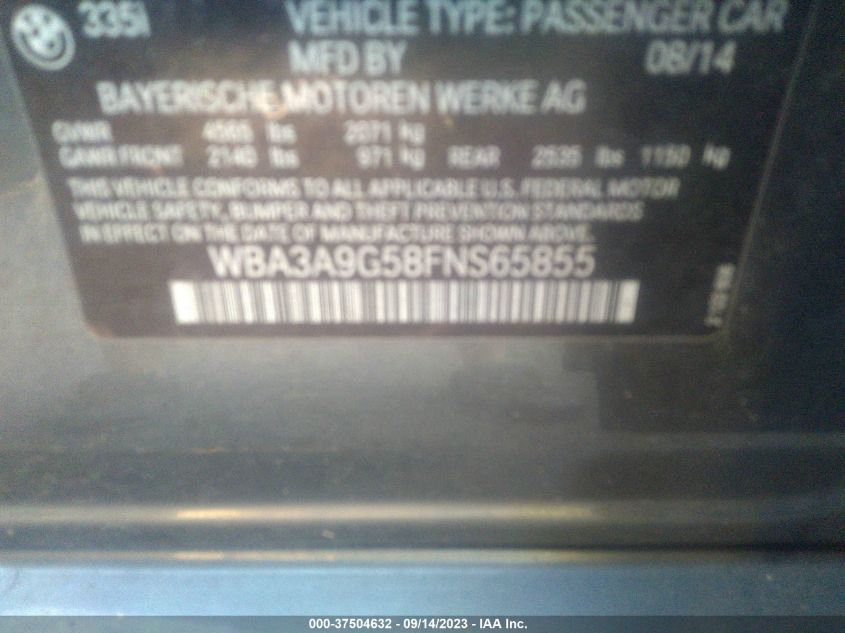 335i VEHICLE TYPE: PASSENGER CAR
MFD BY 08/14
BAYERISCHE MOTOREN WERKE AG
GVWR 4565 lbs 2071 kg
GAWR/FRONT 2140 lbs 971 kg REAR 2535 lbs 1150 kg
THIS VEHICLE CONFORMS TO ALL APPLICABLE U.S. FEDERAL MOTOR
VEHICLE SAFETY, BUMPER AND THEFT PREVENTION STANDARDS
IN EFFECT ON THE DATE OF MANUFACTURE SHOWN ABOVE.
WBA3A9G58FNS65855
000-37504632 - 09/14/2023 - IAA Inc.